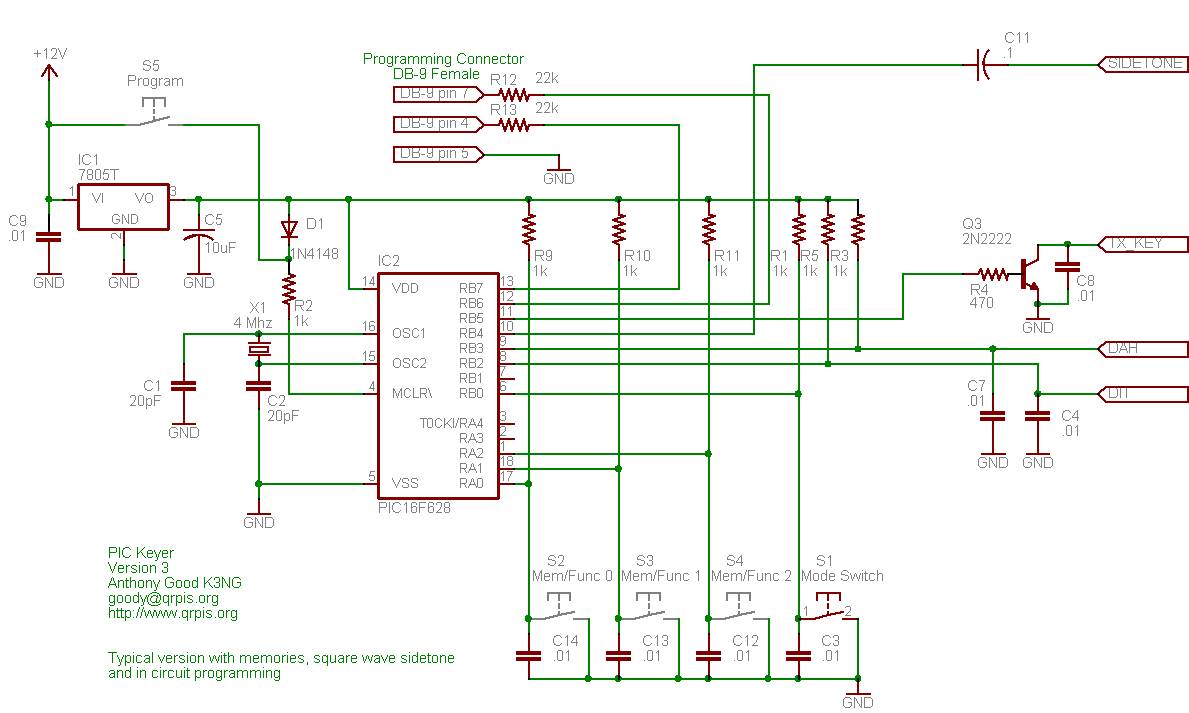 +12V
S5
Program
Programming Connector
DB-9 Female
DB-9 pin 7
R12
22k
DB-9 pin 4
R13
22k
DB-9 pin 5
GND
C11
.1
SIDETONE
IC1
7805T
1
VI
VO
3
GND
2
C9
.01
GND
GND
C5
10uF
GND
D1
1N4148
R2
1k
R9
1k
R10
1k
R11
1k
R1
1k
R5
1k
R3
1k
Q3
2N2222
R4
470
TX_KEY
C8
.01
GND
IC2
14
VDD
16
OSC1
15
OSC2
4
MCLR\
5
VSS
RB7
13
RB6
12
RB5
11
RB4
10
RB3
9
RB2
8
RB1
7
RB0
6
T0CKI/RA4
3
RA3
2
RA2
1
RA1
18
RA0
17
PIC16F628
X1
4 Mhz
C1
20pF
GND
C2
20pF
GND
DAH
DIT
C7
.01
GND
C4
.01
GND
PIC Keyer
Version 3
Anthony Good K3NG
goody@qrpis.org
http://www.qrpis.org
Typical version with memories, square wave sidetone
and in circuit programming
S2
Mem/Func 0
S3
Mem/Func 1
S4
Mem/Func 2
S1
Mode Switch
1
2
C14
.01
C13
.01
C12
.01
C3
.01
GND